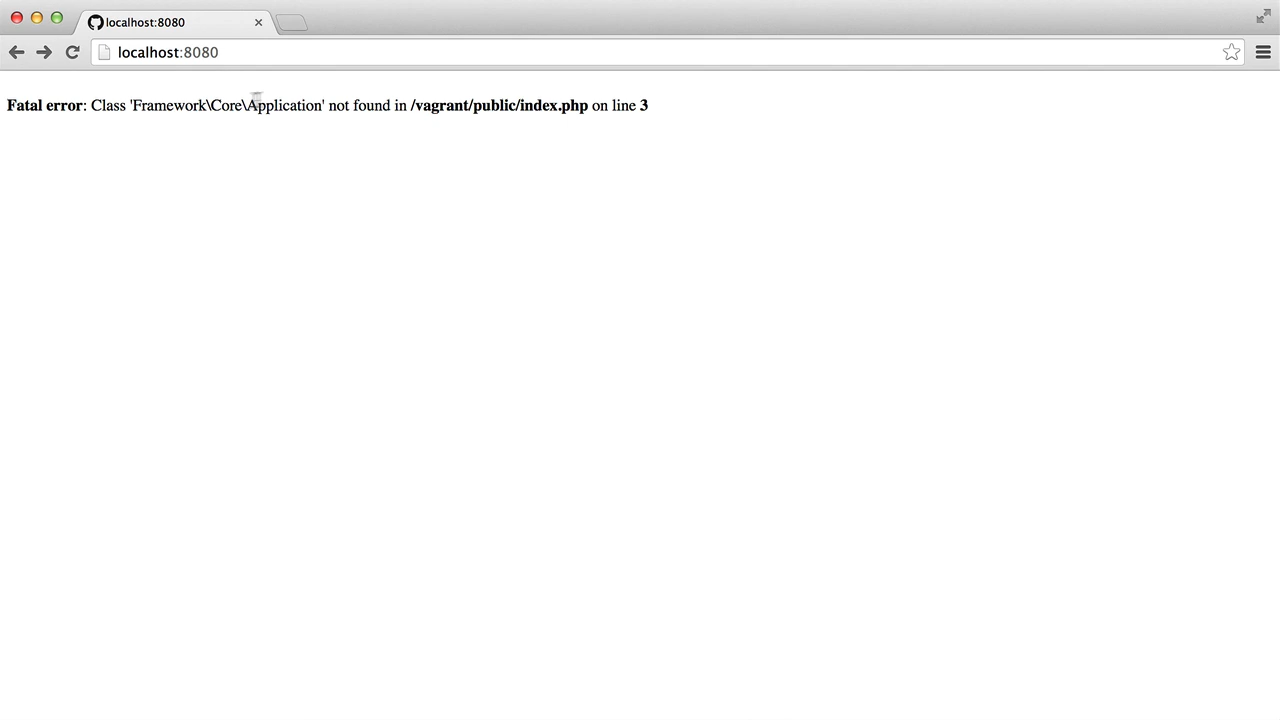 localhost:8080
localhost:8080
Fatal error: Class 'Framework\Core\Application' not found in /vagrant/public/index.php on line 3